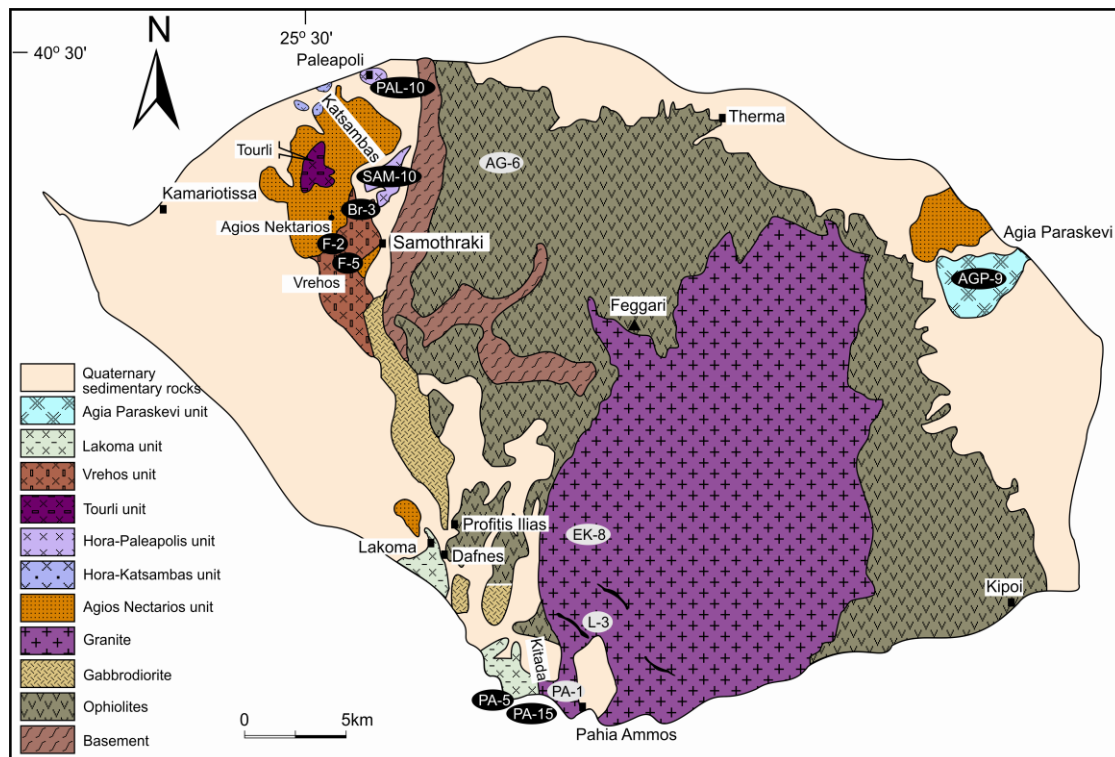 N
40° 30'
25° 30'
Paleapoli
PAL-10
Katsambas
Therma
Tourli
AG-6
SAM-10
Kamariotissa
Br-3
Agios Nektarios
F-2
Samothraki
Agia Paraskevi
F-5
AGP-9
Vrehos
Feggari
Quaternary
sedimentary rocks
Agia Paraskevi unit
Lakoma unit
Vrehos unit
Tourli unit
Hora-Paleapolis unit
Hora-Katsambas unit
Agios Nectarios unit
Granite
Gabbrodiorite
Ophiolites
Basement
Profitis Ilias
EK-8
Lakoma
Dafnes
Kipoi
L-3
Kitada
PA-1
PA-5
PA-15
Pahia Ammos
0 5km